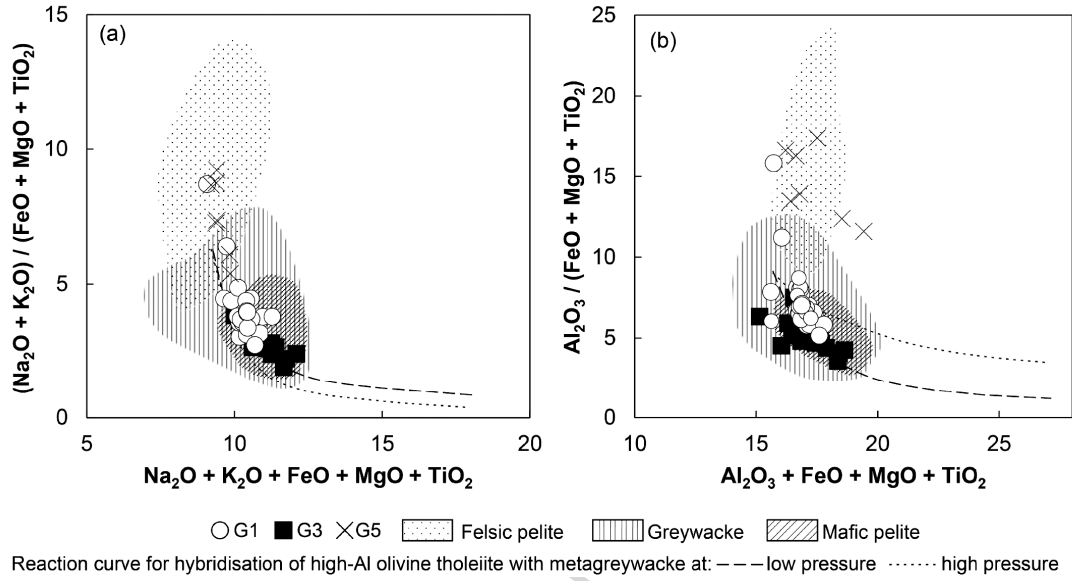 (a)
(Na₂O + K₂O) / (FeO + MgO + TiO₂)
15
10
5
0
5 10 15 20
Na₂O + K₂O + FeO + MgO + TiO₂
(b)
Al₂O₃ / (FeO + MgO + TiO₂)
25
20
15
10
5
0
10 15 20 25
Al₂O₃ + FeO + MgO + TiO₂
G1 G3 G5 Felsic pelite Greywacke Mafic pelite
Reaction curve for hybridisation of high-Al olivine tholeiite with metagreywacke at: low pressure high pressure